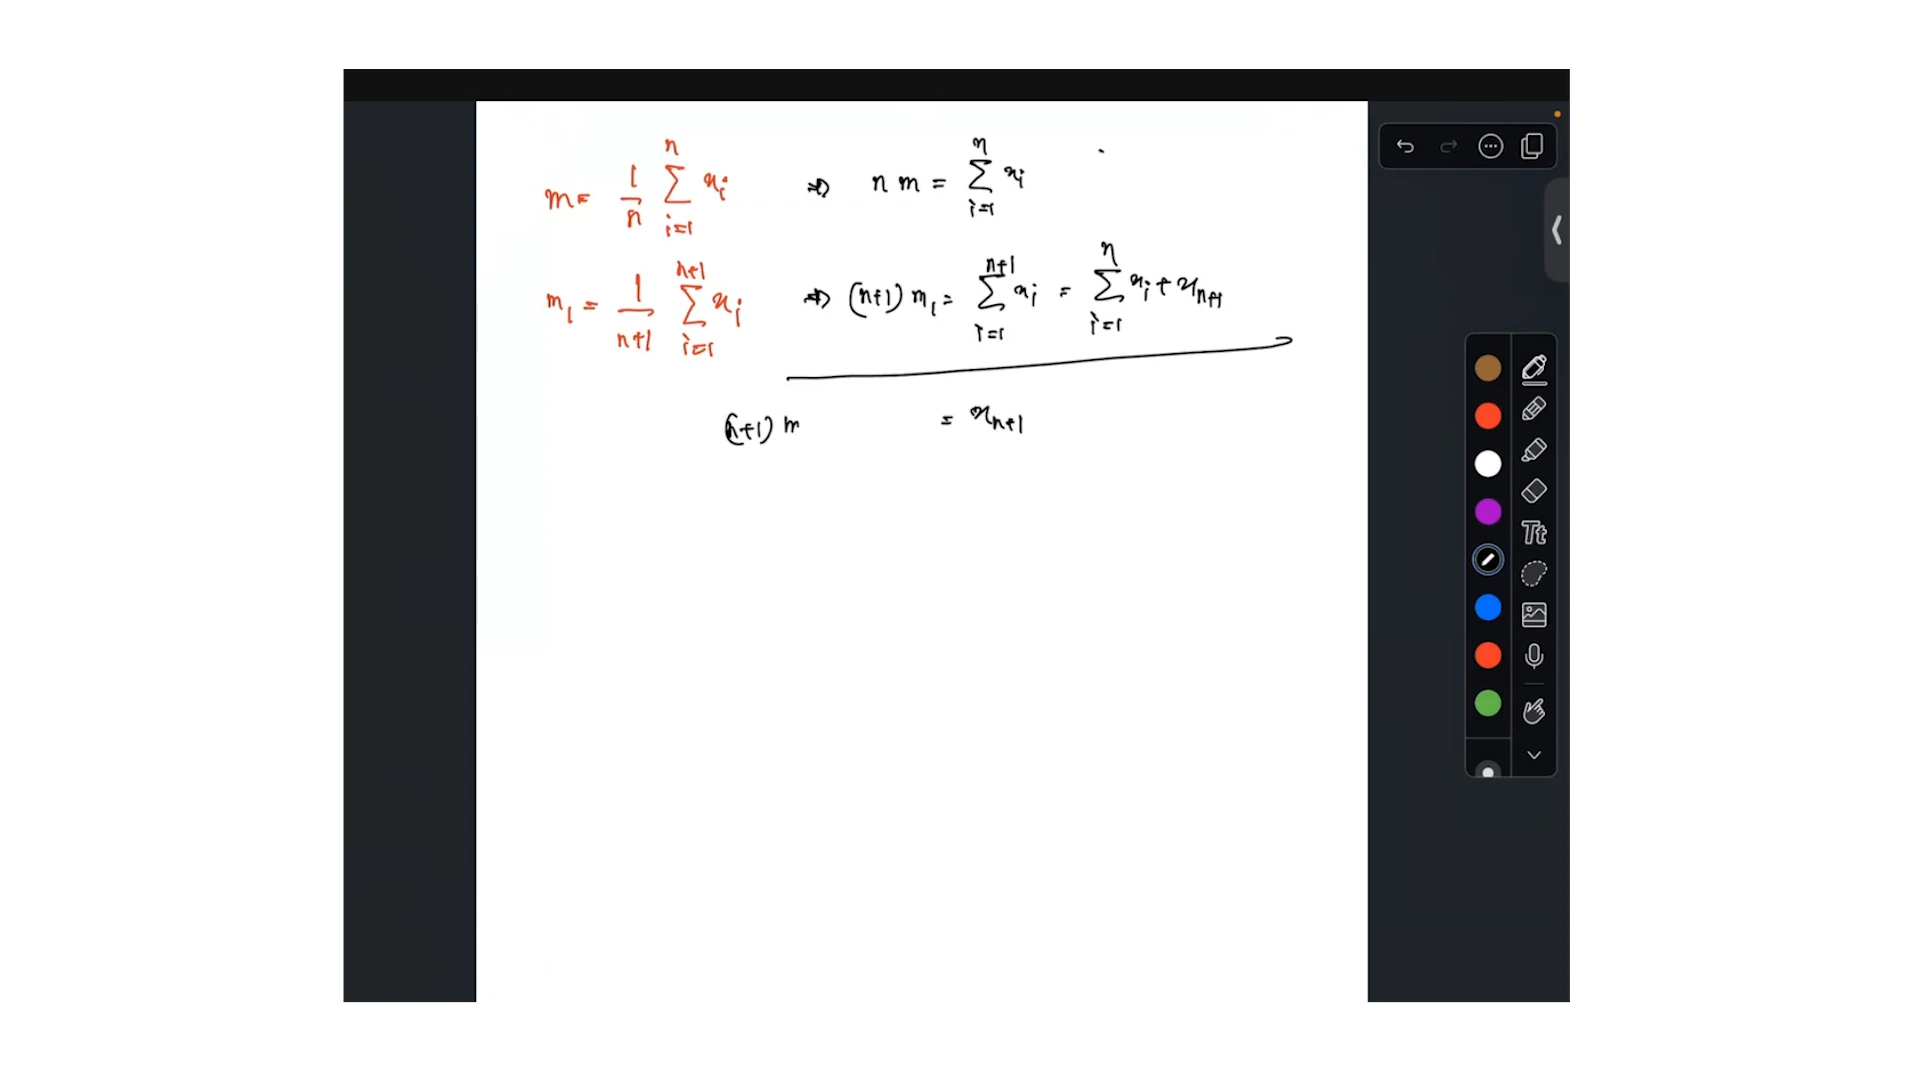 m = 1/n ∑_{i=1}^{n} x_i ⇒ n m = ∑_{i=1}^{n} x_i
m_1 = 1/(n+1) ∑_{i=1}^{n+1} x_i ⇒ (n+1) m_1 = ∑_{i=1}^{n+1} x_i = ∑_{i=1}^{n} x_i + x_{n+1}
(n+1) m = x_{n+1}
Tt